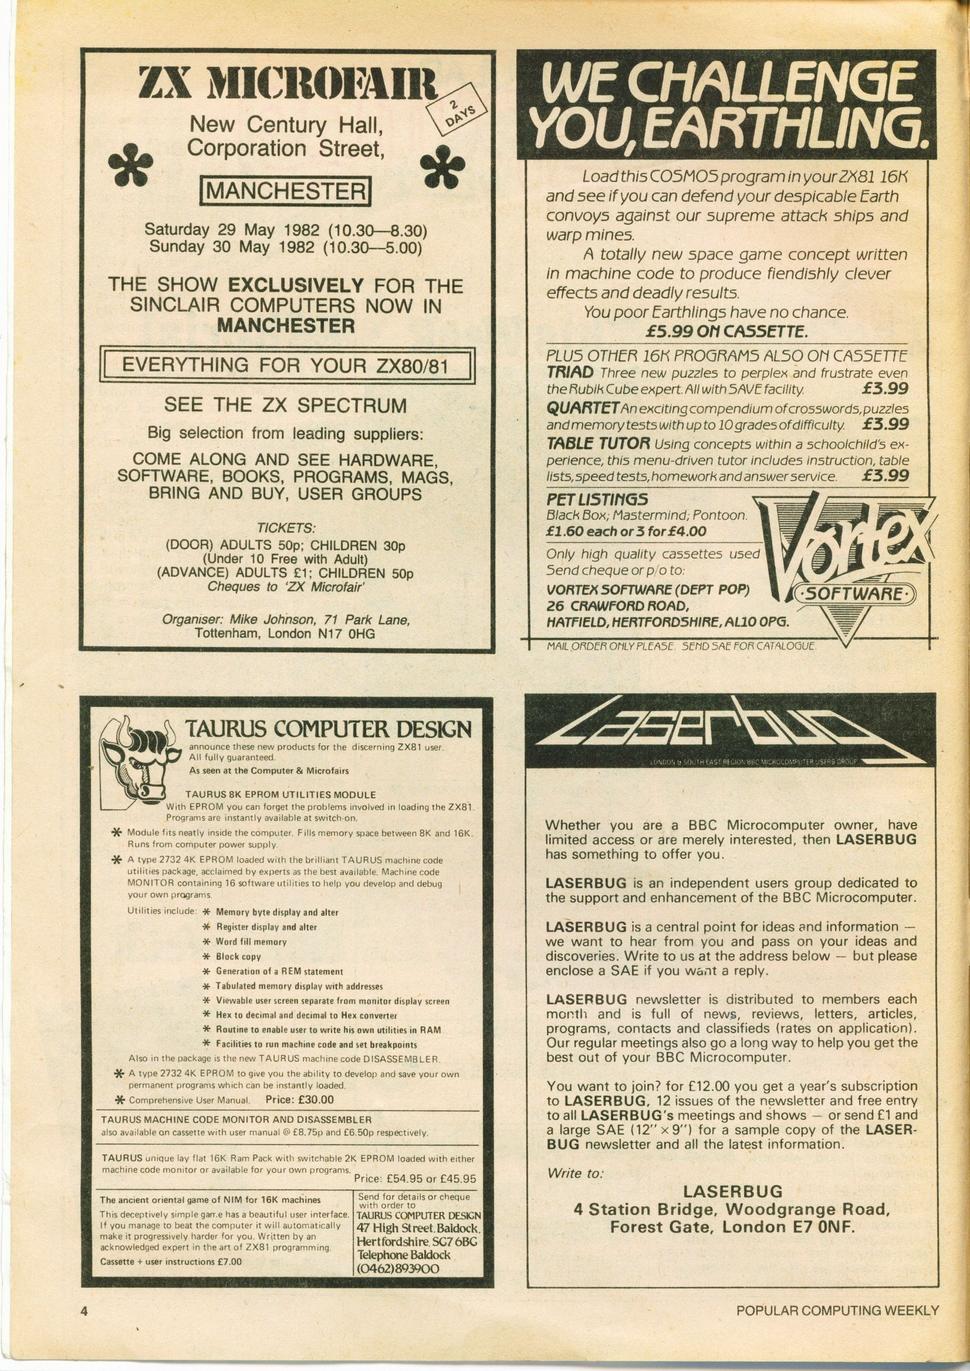 ZX MICROFAIR
2
DAYS
New Century Hall,
Corporation Street,
MANCHESTER
Saturday 29 May 1982 (10.30—8.30)
Sunday 30 May 1982 (10.30—5.00)
THE SHOW EXCLUSIVELY FOR THE
SINCLAIR COMPUTERS NOW IN
MANCHESTER
EVERYTHING FOR YOUR ZX80/81
SEE THE ZX SPECTRUM
Big selection from leading suppliers:
COME ALONG AND SEE HARDWARE,
SOFTWARE, BOOKS, PROGRAMS, MAGS,
BRING AND BUY, USER GROUPS
TICKETS:
(DOOR) ADULTS 50p; CHILDREN 30p
(Under 10 Free with Adult)
(ADVANCE) ADULTS £1; CHILDREN 50p
Cheques to 'ZX Microfair'
Organiser: Mike Johnson, 71 Park Lane,
Tottenham, London N17 0HG
WE CHALLENGE
YOU, EARTHLING.
Load this COSMOS program in your ZX81 16K
and see if you can defend your despicable Earth
convoys against our supreme attack ships and
warp mines.
A totally new space game concept written
in machine code to produce fiendishly clever
effects and deadly results.
You poor Earthlings have no chance.
£5.99 ON CASSETTE.
PLUS OTHER 16K PROGRAMS ALSO ON CASSETTE
TRIAD Three new puzzles to perplex and frustrate even
the Rubik Cube expert. All with SAVE facility. £3.99
QUARTET An exciting compendium of crosswords, puzzles
and memory tests with up to 10 grades of difficulty. £3.99
TABLE TUTOR Using concepts within a schoolchild's ex-
perience, this menu-driven tutor includes instruction, table
lists, speed tests, homework and answer service. £3.99
PET LISTINGS
Black Box; Mastermind; Pontoon.
£1.60 each or 3 for £4.00
Only high quality cassettes used
Send cheque or p/o to:
VORTEX SOFTWARE (DEPT POP)
26 CRAWFORD ROAD,
HATFIELD, HERTFORDSHIRE, AL10 0PG.
Vortex
·SOFTWARE·
MAIL ORDER ONLY PLEASE. SEND SAE FOR CATALOGUE.
TAURUS COMPUTER DESIGN
announce these new products for the discerning ZX81 user.
All fully guaranteed.
As seen at the Computer & Microfairs
TAURUS 8K EPROM UTILITIES MODULE
With EPROM you can forget the problems involved in loading the ZX81.
Programs are instantly available at switch-on.
* Module fits neatly inside the computer. Fills memory space between 8K and 16K.
Runs from computer power supply.
* A type 2732 4K EPROM loaded with the brilliant TAURUS machine code
utilities package, acclaimed by experts as the best available. Machine code
MONITOR containing 16 software utilities to help you develop and debug
your own programs.
Utilities include: * Memory byte display and alter
* Register display and alter
* Word fill memory
* Block copy
* Generation of a REM statement
* Tabulated memory display with addresses
* Viewable user screen separate from monitor display screen
* Hex to decimal and decimal to Hex converter
* Routine to enable user to write his own utilities in RAM
* Facilities to run machine code and set breakpoints
Also in the package is the new TAURUS machine code DISASSEMBLER.
* A type 2732 4K EPROM to give you the ability to develop and save your own
permanent programs which can be instantly loaded.
* Comprehensive User Manual. Price: £30.00
TAURUS MACHINE CODE MONITOR AND DISASSEMBLER
also available on cassette with user manual @ £8.75p and £6.50p respectively.
TAURUS unique lay flat 16K Ram Pack with switchable 2K EPROM loaded with either
machine code monitor or available for your own programs.
Price: £54.95 or £45.95
The ancient oriental game of NIM for 16K machines
This deceptively simple game has a beautiful user interface.
If you manage to beat the computer it will automatically
make it progressively harder for you. Written by an
acknowledged expert in the art of ZX81 programming.
Cassette + user instructions £7.00
Send for details or cheque
with order to
TAURUS COMPUTER DESIGN
47 High Street, Baldock,
Hertfordshire, SG7 6BG
Telephone Baldock
(0462) 893900
Laserbug
LONDON & SOUTH EAST REGION BBC MICROCOMPUTER USERS GROUP
Whether you are a BBC Microcomputer owner, have
limited access or are merely interested, then LASERBUG
has something to offer you.
LASERBUG is an independent users group dedicated to
the support and enhancement of the BBC Microcomputer.
LASERBUG is a central point for ideas and information —
we want to hear from you and pass on your ideas and
discoveries. Write to us at the address below — but please
enclose a SAE if you want a reply.
LASERBUG newsletter is distributed to members each
month and is full of news, reviews, letters, articles,
programs, contacts and classifieds (rates on application).
Our regular meetings also go a long way to help you get the
best out of your BBC Microcomputer.
You want to join? for £12.00 you get a year's subscription
to LASERBUG, 12 issues of the newsletter and free entry
to all LASERBUG's meetings and shows — or send £1 and
a large SAE (12" × 9") for a sample copy of the LASER-
BUG newsletter and all the latest information.
Write to:
LASERBUG
4 Station Bridge, Woodgrange Road,
Forest Gate, London E7 0NF.
4
POPULAR COMPUTING WEEKLY